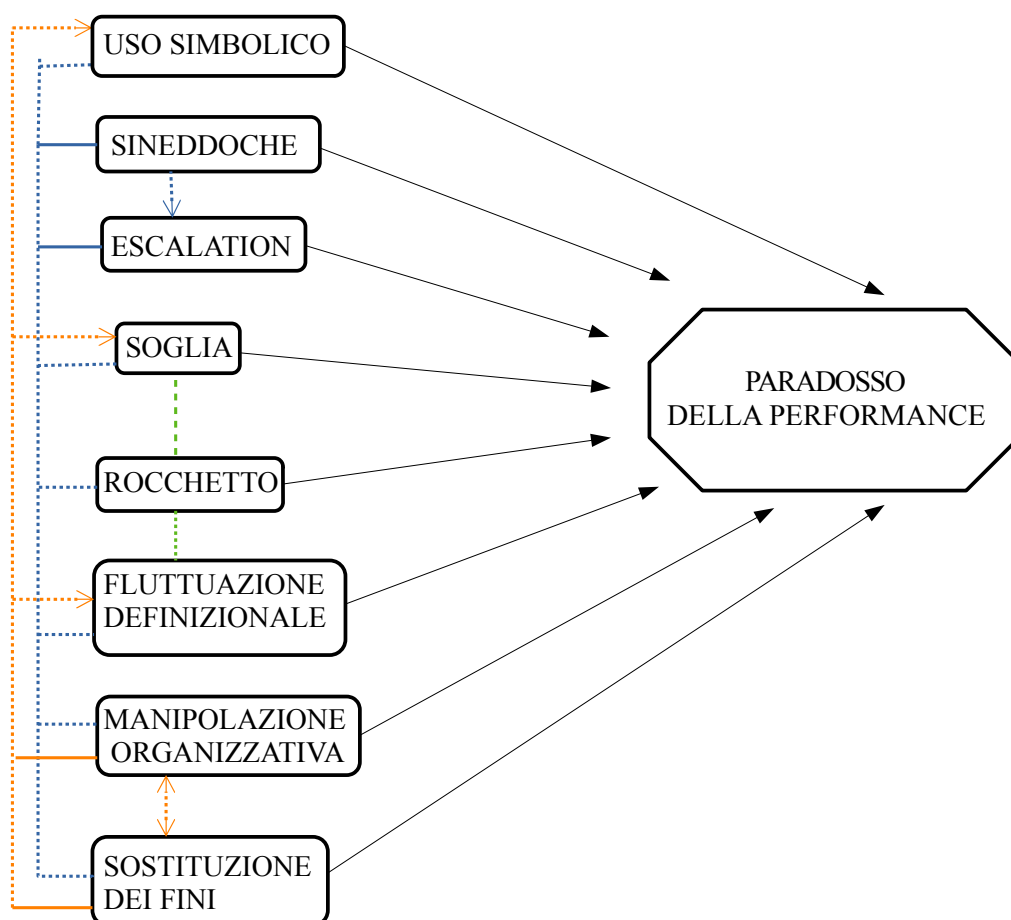 USO SIMBOLICO
SINEDDOCHE
ESCALATION
SOGLIA
PARADOSSO
DELLA PERFORMANCE
ROCCHETTO
FLUTTUAZIONE
DEFINIZIONALE
MANIPOLAZIONE
ORGANIZZATIVA
SOSTITUZIONE
DEI FINI